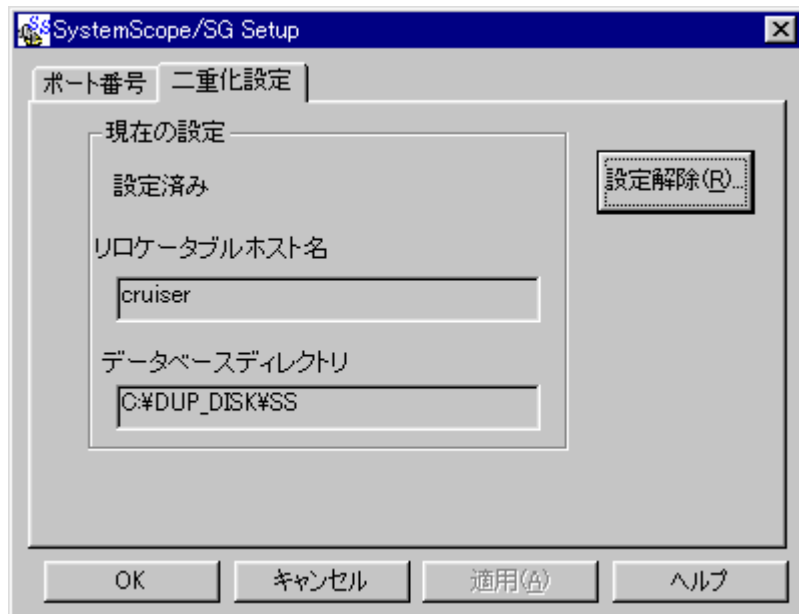 SystemScope/SG Setup
ポート番号 二重化設定
現在の設定
設定済み
設定解除(R)...
リロケータブルホスト名
cruiser
データベースディレクトリ
C:¥DUP_DISK¥SS
OK キャンセル 適用(A) ヘルプ